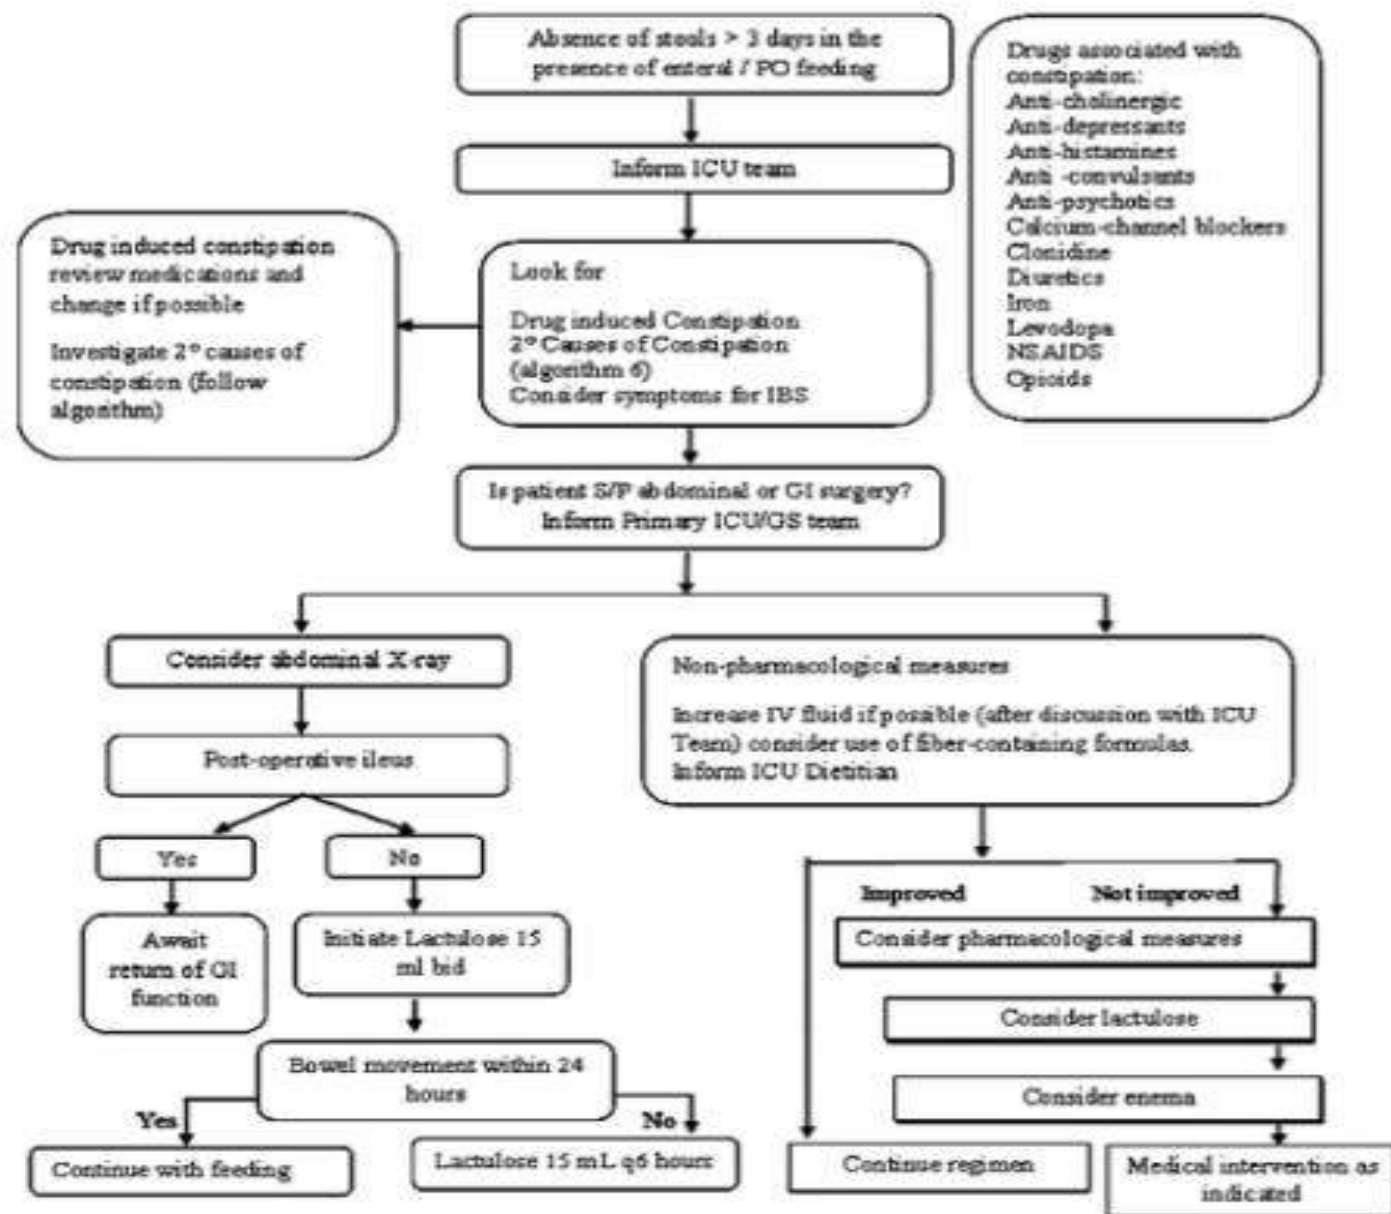 Absence of stools > 3 days in the
presence of enteral / PO feeding
Drugs associated with
constipation:
Anti-cholinergic
Anti-depressants
Anti-histamines
Anti -convulsants
Anti-psychotics
Calcium-channel blockers
Clonidine
Diuretics
Iron
Levodopa
NSAIDS
Opioids
Inform ICU team
Drug induced constipation
review medications and
change if possible
Investigate 2° causes of
constipation (follow
algorithm)
Look for
Drug induced Constipation
2° Causes of Constipation
(algorithm 6)
Consider symptoms for IBS
Is patient S/P abdominal or GI surgery?
Inform Primary ICU/GS team
Consider abdominal X-ray
Post-operative ileus
Yes
No
Await
return of GI
function
Initiate Lactulose 15
ml bid
Bowel movement within 24
hours
Yes
No
Continue with feeding
Lactulose 15 mL q6 hours
Non-pharmacological measures
Increase IV fluid if possible (after discussion with ICU
Team) consider use of fiber-containing formulas.
Inform ICU Dietitian
Improved
Not improved
Consider pharmacological measures
Consider lactulose
Consider enema
Continue regimen
Medical intervention as
indicated